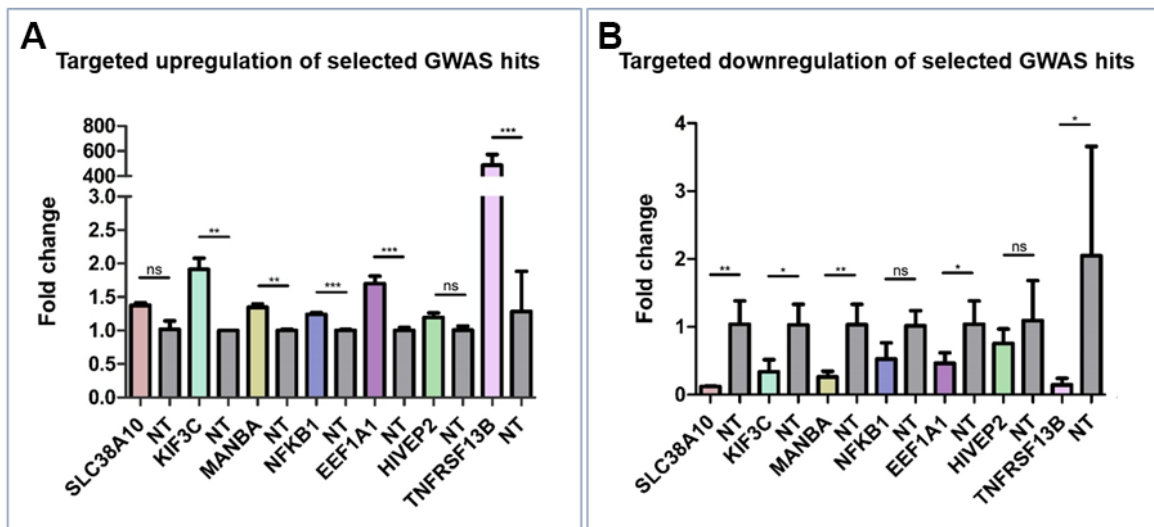 A
Targeted upregulation of selected GWAS hits
Fold change
800
600
400
3.0
2.5
2.0
1.5
1.0
0.5
0.0
ns
**
**
***
***
ns
***
SLC38A10
NT
KIF3C
NT
MANBA
NT
NFKB1
NT
EEF1A1
NT
HIVEP2
NT
TNFRSF13B
NT
B
Targeted downregulation of selected GWAS hits
Fold change
4
3
2
1
0
**
*
**
ns
*
ns
*
SLC38A10
NT
KIF3C
NT
MANBA
NT
NFKB1
NT
EEF1A1
NT
HIVEP2
NT
TNFRSF13B
NT